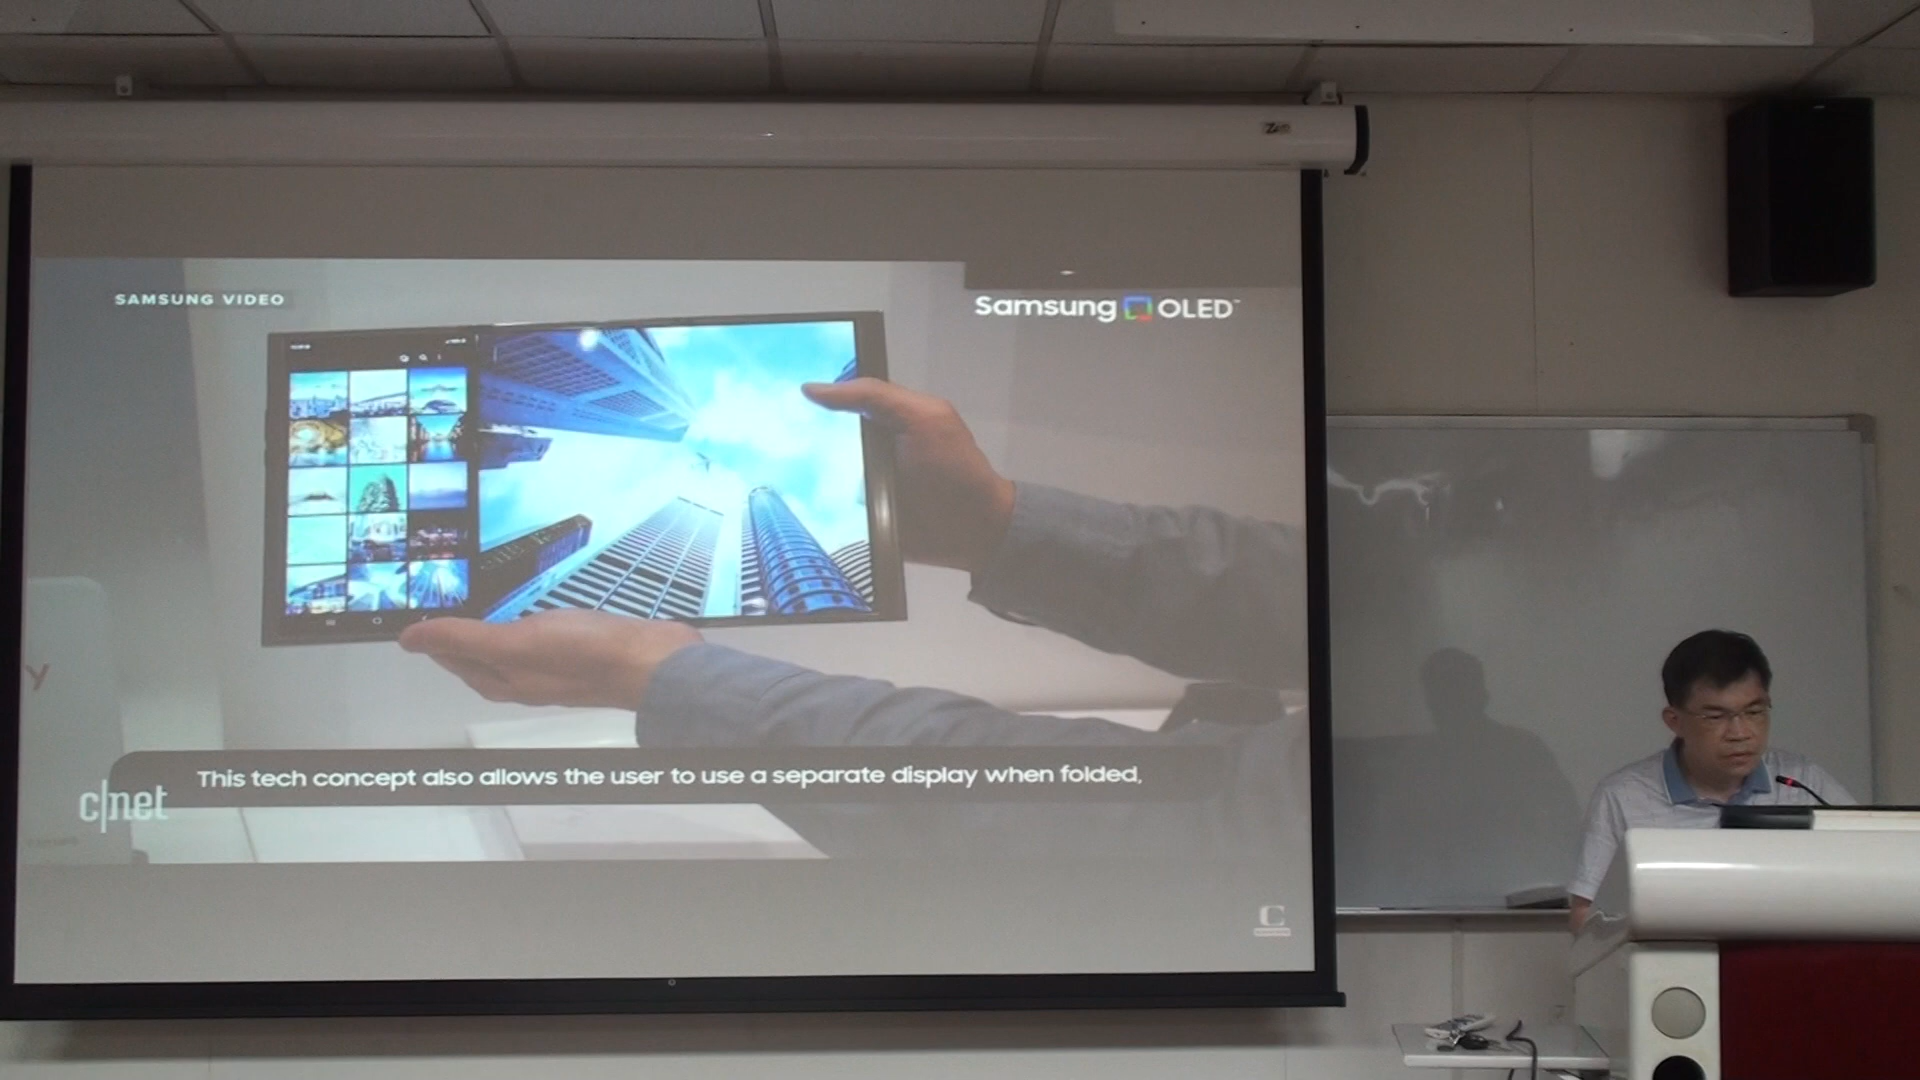 SAMSUNG VIDEO
Samsung OLED
Y
This tech concept also allows the user to use a separate display when folded,
c|net
C